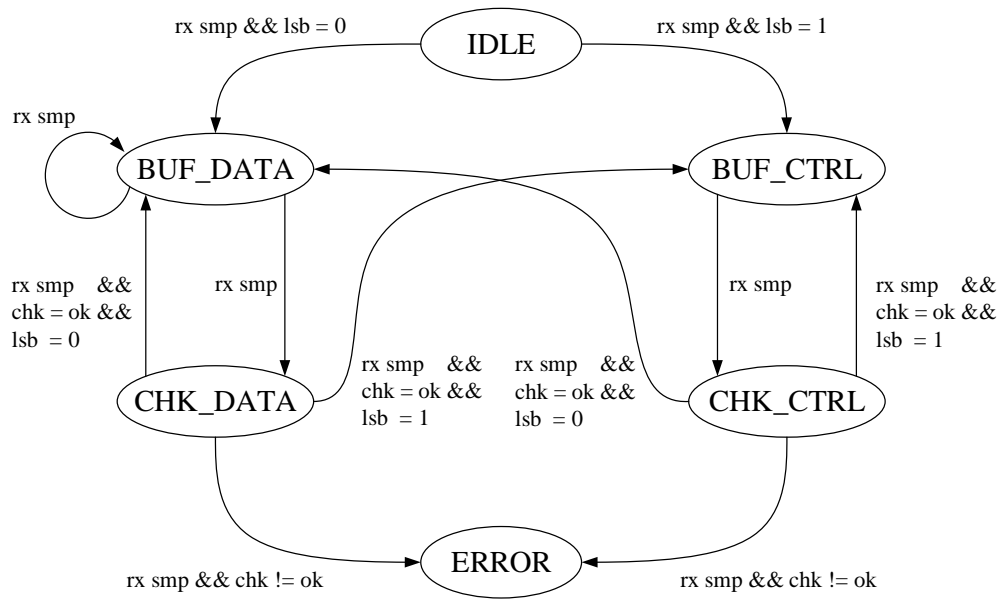 rx smp && lsb = 0
IDLE
rx smp && lsb = 1
rx smp
BUF_DATA
BUF_CTRL
rx smp &&
chk = ok &&
lsb = 0
rx smp
rx smp
rx smp &&
chk = ok &&
lsb = 1
rx smp &&
chk = ok &&
lsb = 1
rx smp &&
chk = ok &&
lsb = 0
CHK_DATA
CHK_CTRL
ERROR
rx smp && chk != ok
rx smp && chk != ok